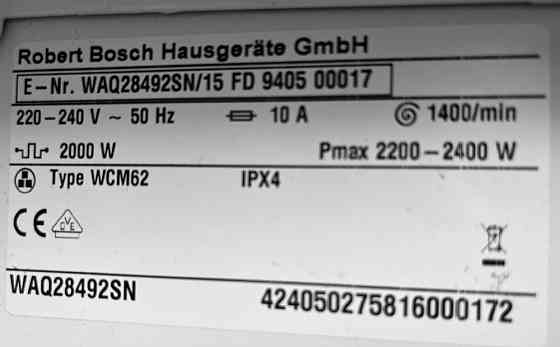 Robert Bosch Hausgeräte GmbH
E-Nr. WAQ28492SN/15 FD 9405 00017
220-240 V ~ 50 Hz 10 A 1400/min
2000 W Pmax 2200-2400 W
Type WCM62 IPX4
CE VDE
WAQ28492SN 424050275816000172